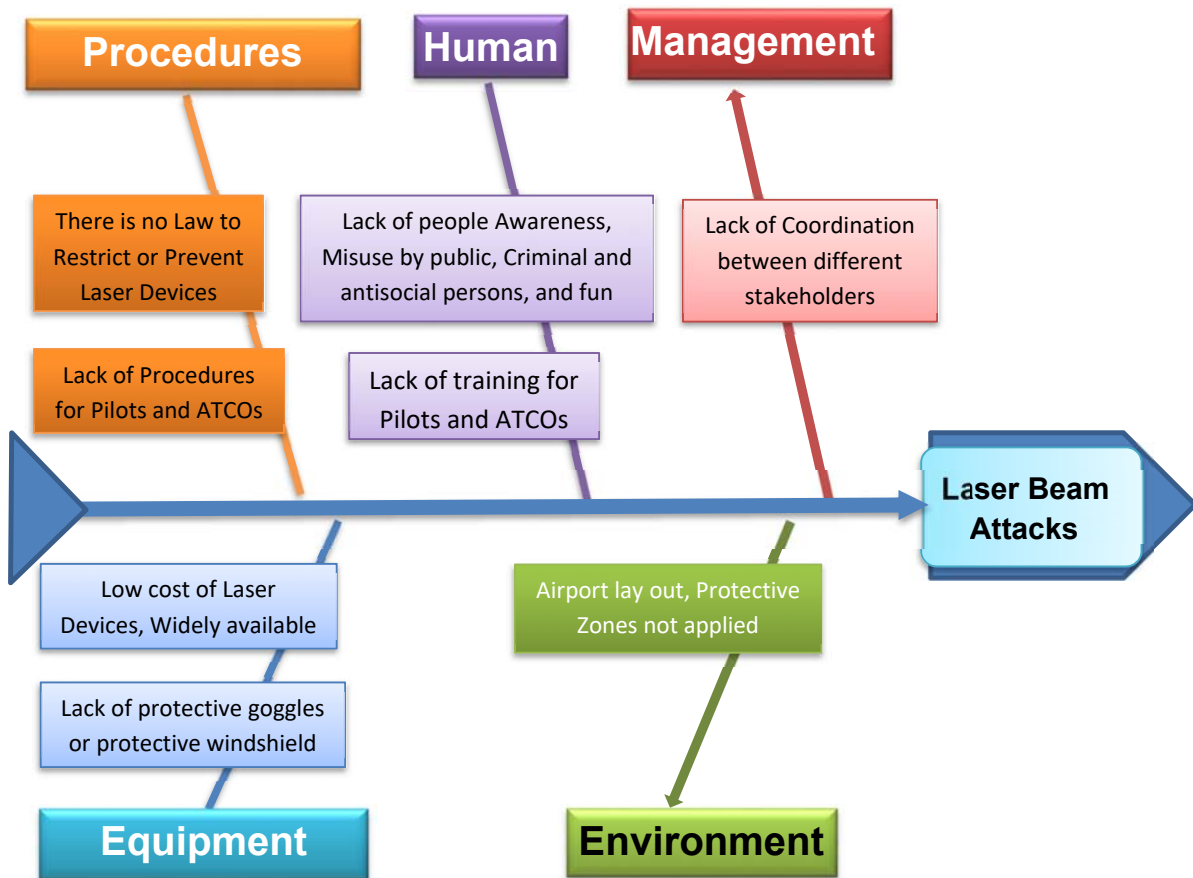 Procedures
Human
Management
There is no Law to
Restrict or Prevent
Laser Devices
Lack of people Awareness,
Misuse by public, Criminal and
antisocial persons, and fun
Lack of Coordination
between different
stakeholders
Lack of Procedures
for Pilots and ATCOs
Lack of training for
Pilots and ATCOs
Laser Beam
Attacks
Low cost of Laser
Devices, Widely available
Airport lay out, Protective
Zones not applied
Lack of protective goggles
or protective windshield
Equipment
Environment